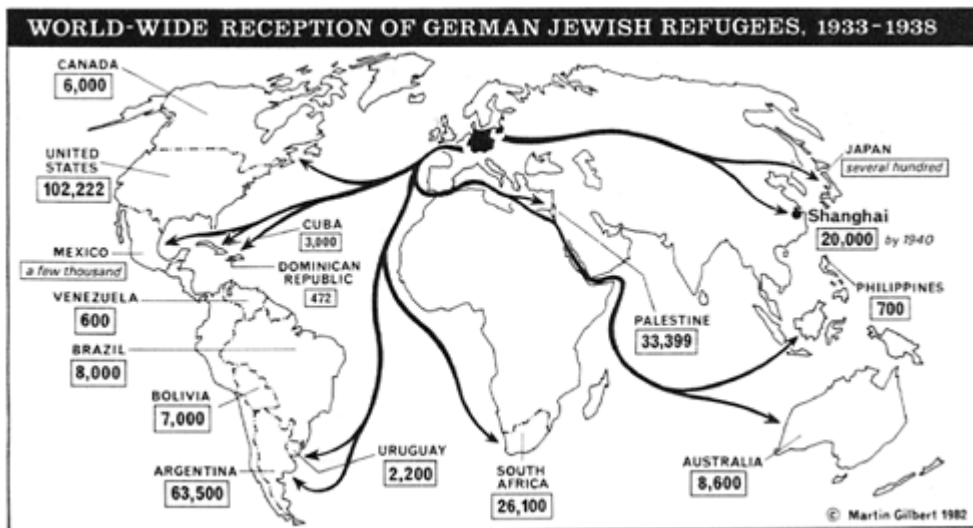 WORLD-WIDE RECEPTION OF GERMAN JEWISH REFUGEES, 1933-1938
CANADA
6,000
UNITED
STATES
102,222
MEXICO
a few thousand
CUBA
3,000
DOMINICAN
REPUBLIC
472
VENEZUELA
600
BRAZIL
8,000
BOLIVIA
7,000
ARGENTINA
63,500
URUGUAY
2,200
SOUTH
AFRICA
26,100
PALESTINE
33,399
JAPAN
several hundred
Shanghai
20,000 by 1940
PHILIPPINES
700
AUSTRALIA
8,600
© Martin Gilbert 1982